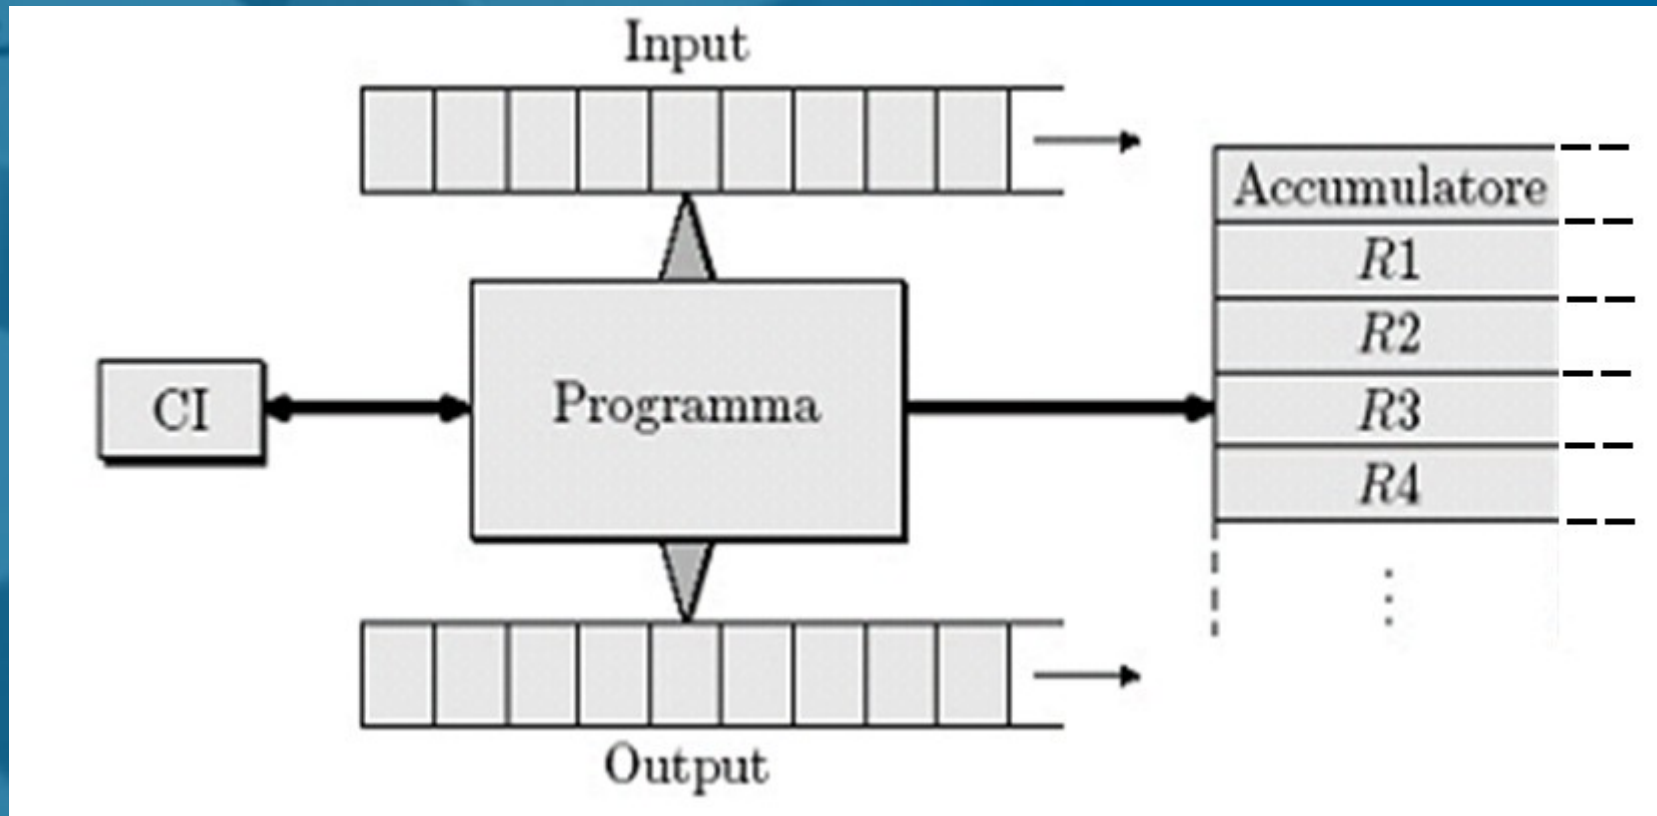 Input
Accumulatore
R1
R2
CI
Programma
R3
R4
Output